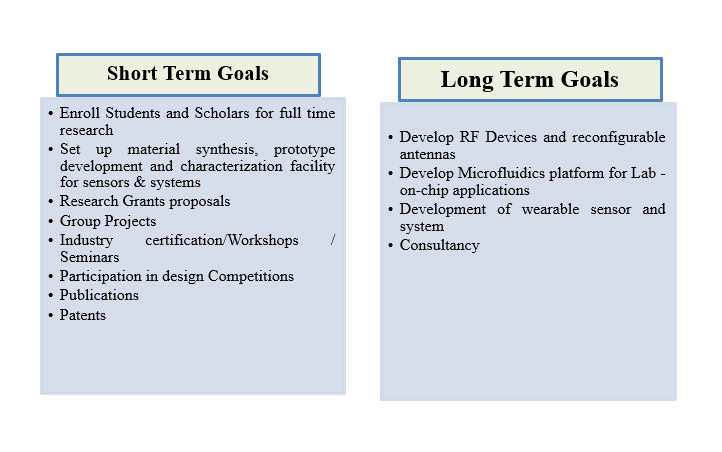 Short Term Goals
• Enroll Students and Scholars for full time
research
• Set up material synthesis, prototype
development and characterization facility
for sensors & systems
• Research Grants proposals
• Group Projects
• Industry certification/Workshops /
Seminars
• Participation in design Competitions
• Publications
• Patents
Long Term Goals
• Develop RF Devices and reconfigurable
antennas
• Develop Microfluidics platform for Lab -
on-chip applications
• Development of wearable sensor and
system
• Consultancy